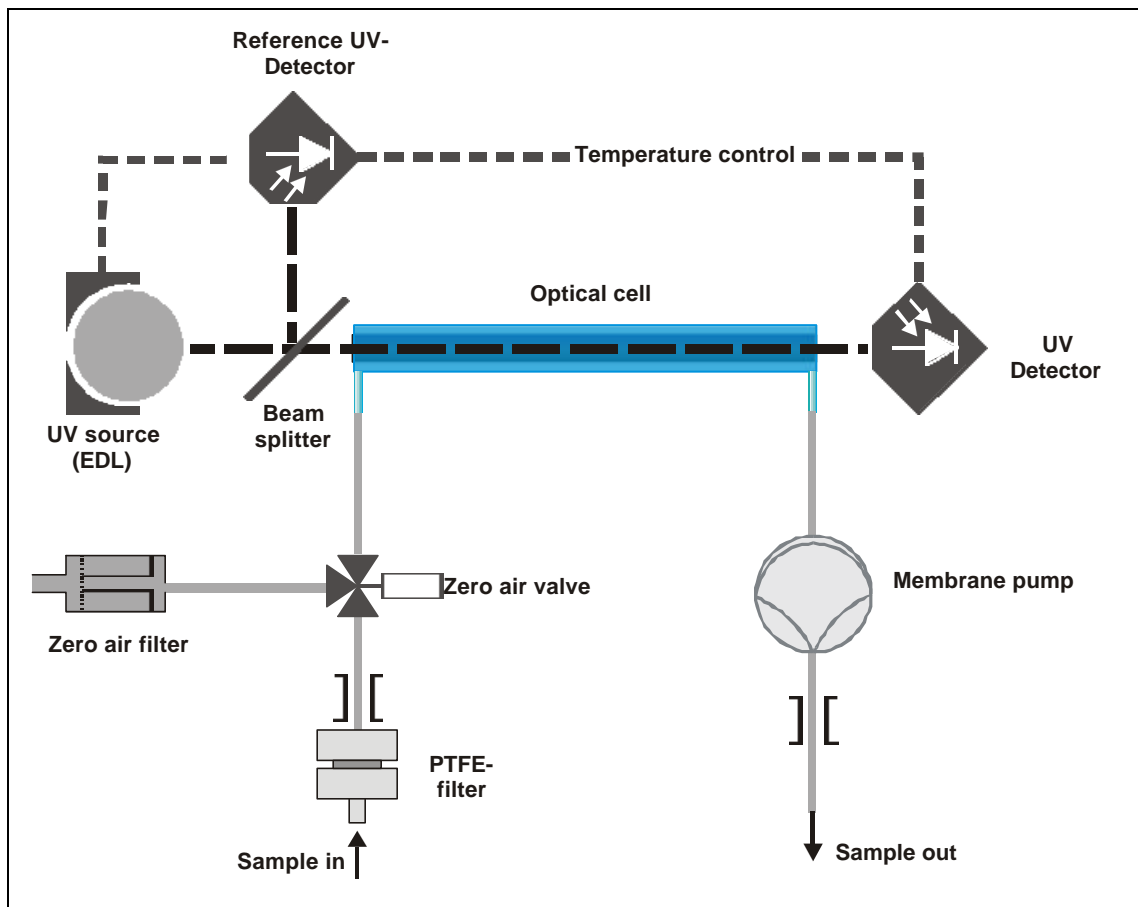 Reference UV-
Detector
Temperature control
Optical cell
UV
Detector
Beam
splitter
UV source
(EDL)
Zero air valve
Membrane pump
Zero air filter
PTFE-
filter
Sample in
Sample out